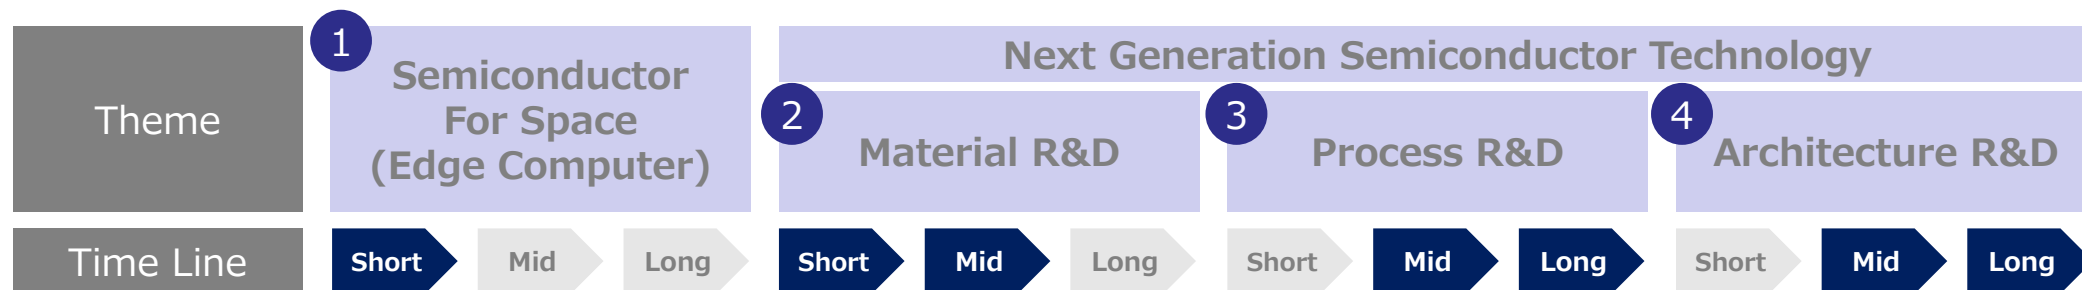 Theme
1
Semiconductor
For Space
(Edge Computer)
Next Generation Semiconductor Technology
2
Material R&D
3
Process R&D
4
Architecture R&D
Time Line
Short
Mid
Long
Short
Mid
Long
Short
Mid
Long
Short
Mid
Long